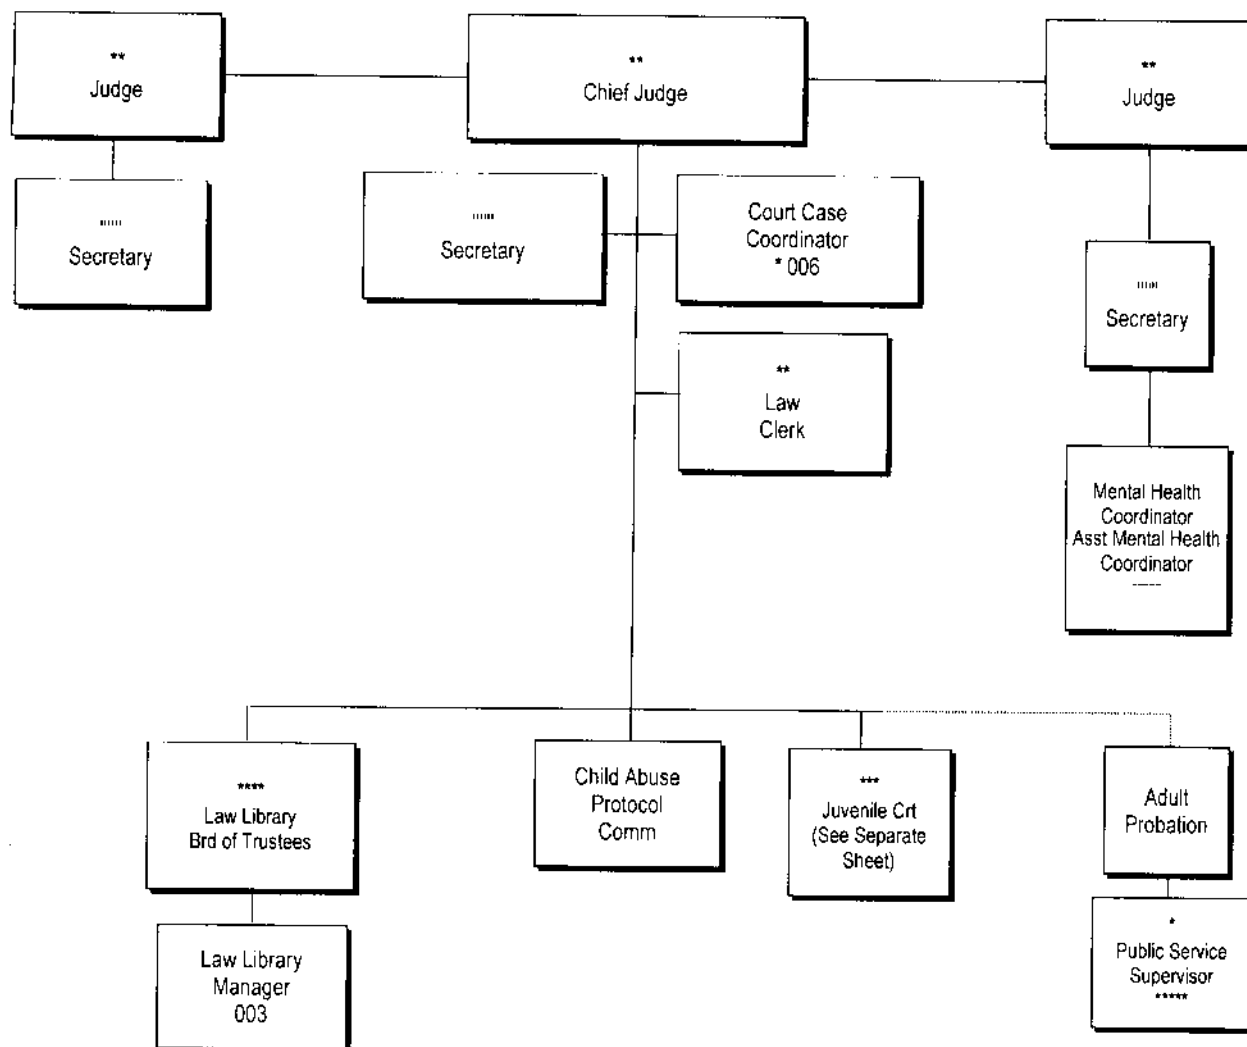 **
Judge
**
Chief Judge
**
Judge
""""
Secretary
""""
Secretary
Court Case
Coordinator
* 006
Secretary
**
Law
Clerk
Mental Health
Coordinator
Asst Mental Health
Coordinator
-----
****
Law Library
Brd of Trustees
Child Abuse
Protocol
Comm
***
Juvenile Crt
(See Separate
Sheet)
Adult
Probation
Law Library
Manager
003
*
Public Service
Supervisor
*****